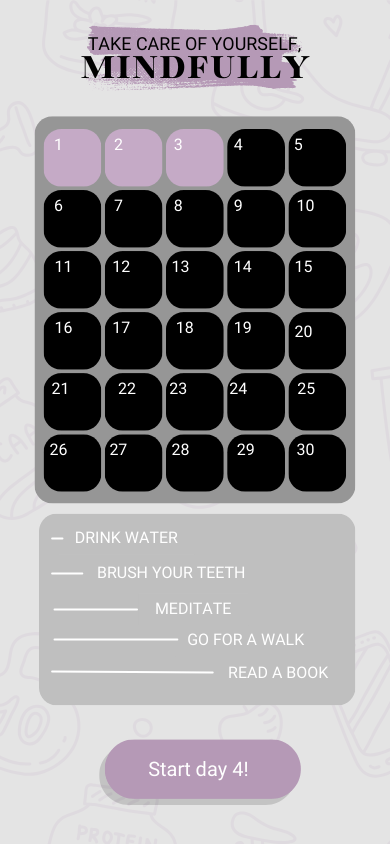 TAKE CARE OF YOURSELF,
MINDFULLY
1 2 3 4 5
6 7 8 9 10
11 12 13 14 15
16 17 18 19 20
21 22 23 24 25
26 27 28 29 30
DRINK WATER
BRUSH YOUR TEETH
MEDITATE
GO FOR A WALK
READ A BOOK
10
Start day 4!
PROTEIN